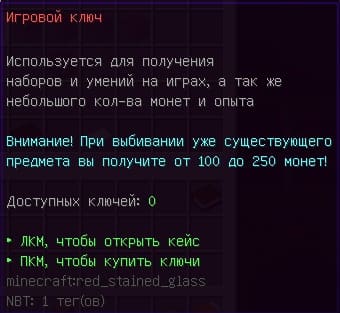 Игровой ключ
Используется для получения
наборов и умений на играх, а так же
небольшого кол-ва монет и опыта
Внимание! При выбивании уже существующего
предмета вы получите от 100 до 250 монет!
Доступных ключей: 0
‣ ЛКМ, чтобы открыть кейс
‣ ПКМ, чтобы купить ключи
minecraft:red_stained_glass
NBT: 1 тег(ов)